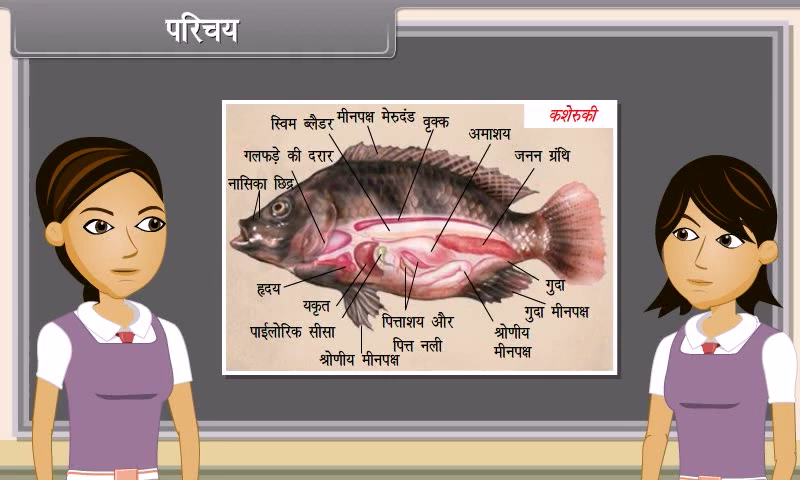 परिचय
कशेरुकी
स्विम ब्लैडर
मीनपक्ष मेरुदंड
वृक्क
अमाशय
गलफड़े की दरार
जनन ग्रंथि
नासिका छिद्र
हृदय
यकृत
पाईलोरिक सीसा
श्रोणीय मीनपक्ष
पित्ताशय और
पित्त नली
श्रोणीय
मीनपक्ष
गुदा
गुदा मीनपक्ष